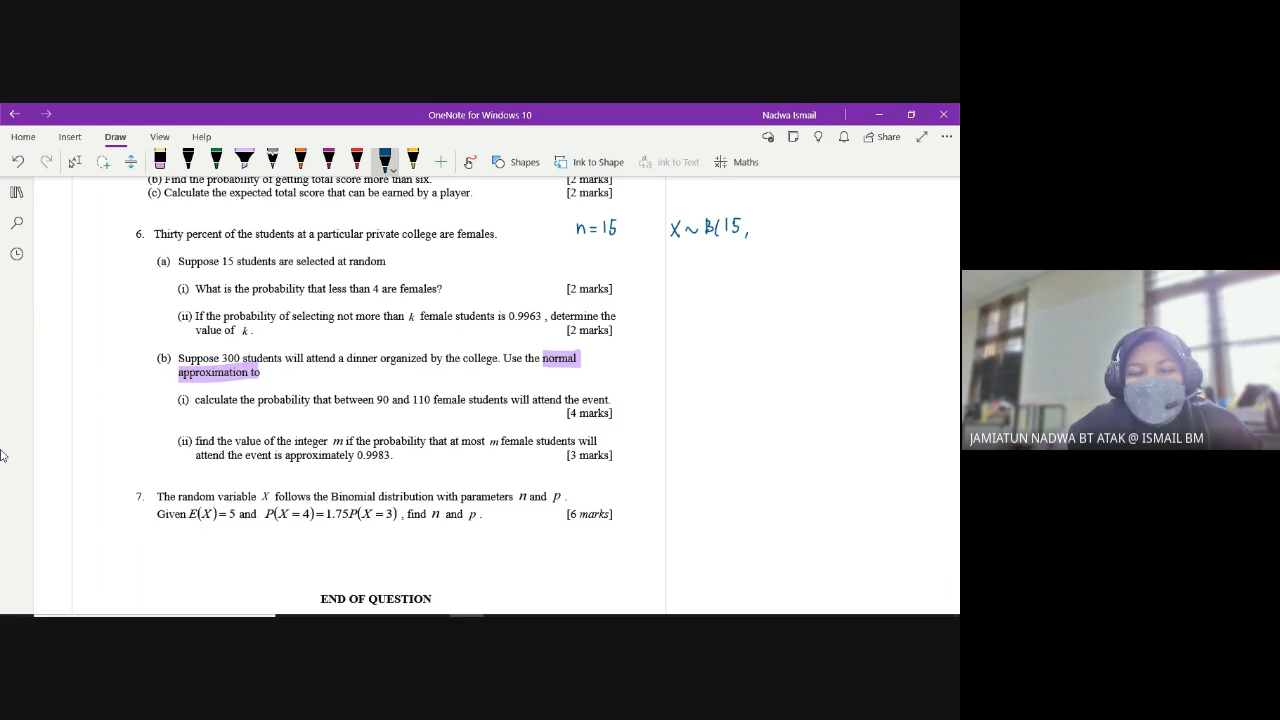 OneNote for Windows 10
Nadwa Ismail
Home Insert Draw View Help
Share
Shapes Ink to Shape Ink to Text Maths
(b) Find the probability of getting total score more than six. [2 marks]
(c) Calculate the expected total score that can be earned by a player. [2 marks]
n = 15 X ~ B(15,
6. Thirty percent of the students at a particular private college are females.
(a) Suppose 15 students are selected at random
(i) What is the probability that less than 4 are females? [2 marks]
(ii) If the probability of selecting not more than k female students is 0.9963 , determine the
value of k . [2 marks]
(b) Suppose 300 students will attend a dinner organized by the college. Use the normal
approximation to
(i) calculate the probability that between 90 and 110 female students will attend the event.
[4 marks]
(ii) find the value of the integer m if the probability that at most m female students will
attend the event is approximately 0.9983. [3 marks]
7. The random variable X follows the Binomial distribution with parameters n and p .
Given E(X) = 5 and P(X = 4) = 1.75P(X = 3) , find n and p . [6 marks]
END OF QUESTION
JAMIATUN NADWA BT ATAK @ ISMAIL BM